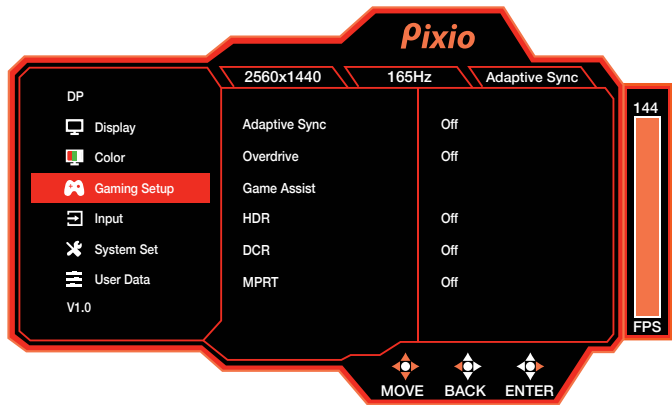 Pixio
2560x1440 165Hz Adaptive Sync
DP
Display
Color
Gaming Setup
Input
System Set
User Data
V1.0
Adaptive Sync Off
Overdrive Off
Game Assist
HDR Off
DCR Off
MPRT Off
144
FPS
MOVE BACK ENTER